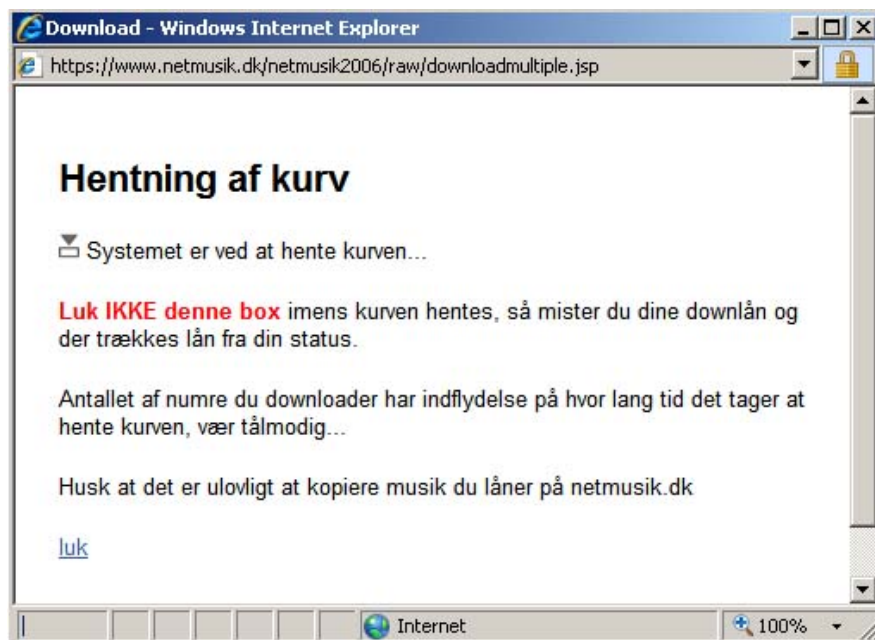 Download - Windows Internet Explorer
https://www.netmusik.dk/netmusik2006/raw/downloadmultiple.jsp
Hentning af kurv
Systemet er ved at hente kurven...
Luk IKKE denne box imens kurven hentes, så mister du dine downlån og
der trækkes lån fra din status.
Antallet af numre du downloader har indflydelse på hvor lang tid det tager at
hente kurven, vær tålmodig...
Husk at det er ulovligt at kopiere musik du låner på netmusik.dk
luk
Internet
100%